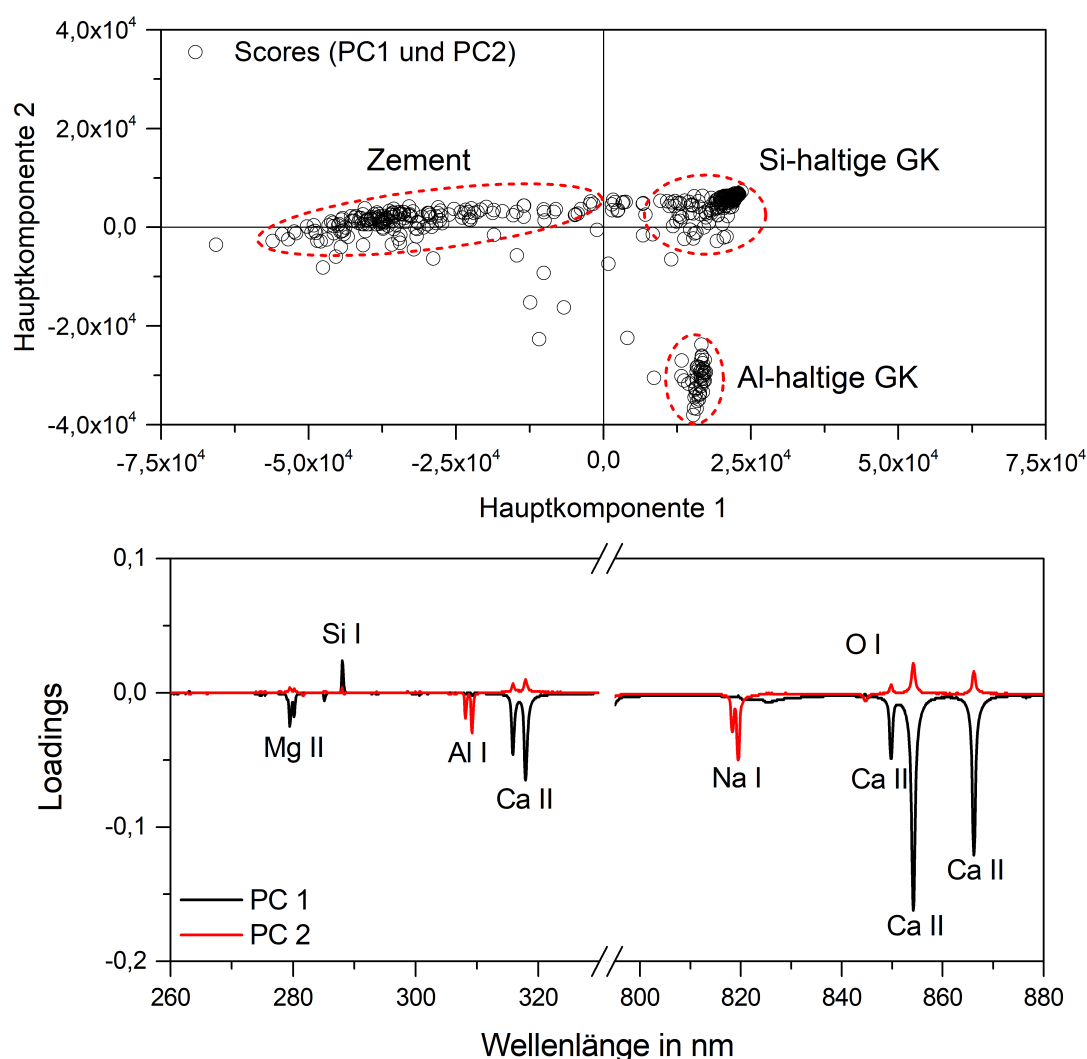 4,0x10⁴
Scores (PC1 und PC2)
2,0x10⁴
Zement
Si-haltige GK
0,0
-2,0x10⁴
Al-haltige GK
-4,0x10⁴
Hauptkomponente 2
-7,5x10⁴ -5,0x10⁴ -2,5x10⁴ 0,0 2,5x10⁴ 5,0x10⁴ 7,5x10⁴
Hauptkomponente 1
0,1
Si I
O I
0,0
Mg II
Al I
Ca II
Na I
Ca II
-0,1
Ca II
PC 1
Ca II
PC 2
-0,2
Loadings
260 280 300 320 800 820 840 860 880
Wellenlänge in nm